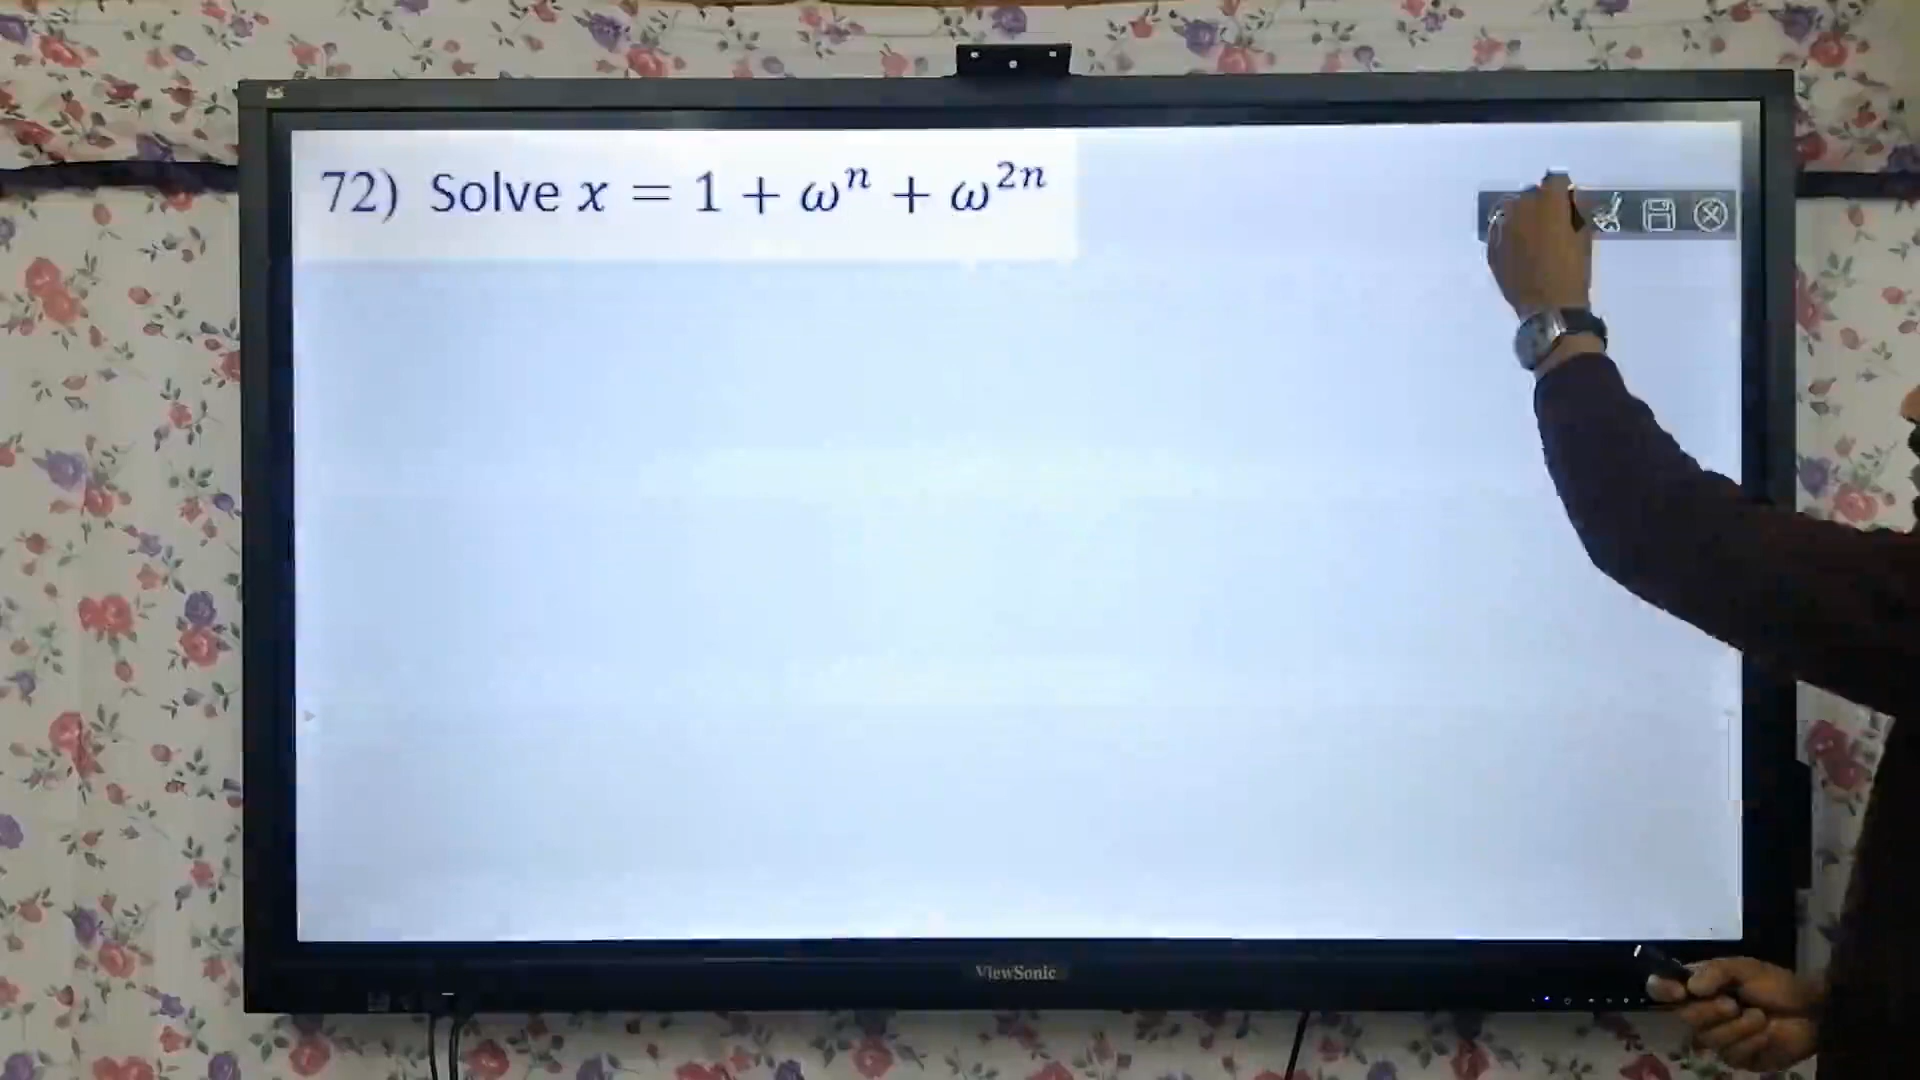 72) Solve x = 1 + ωⁿ + ω²ⁿ
ViewSonic